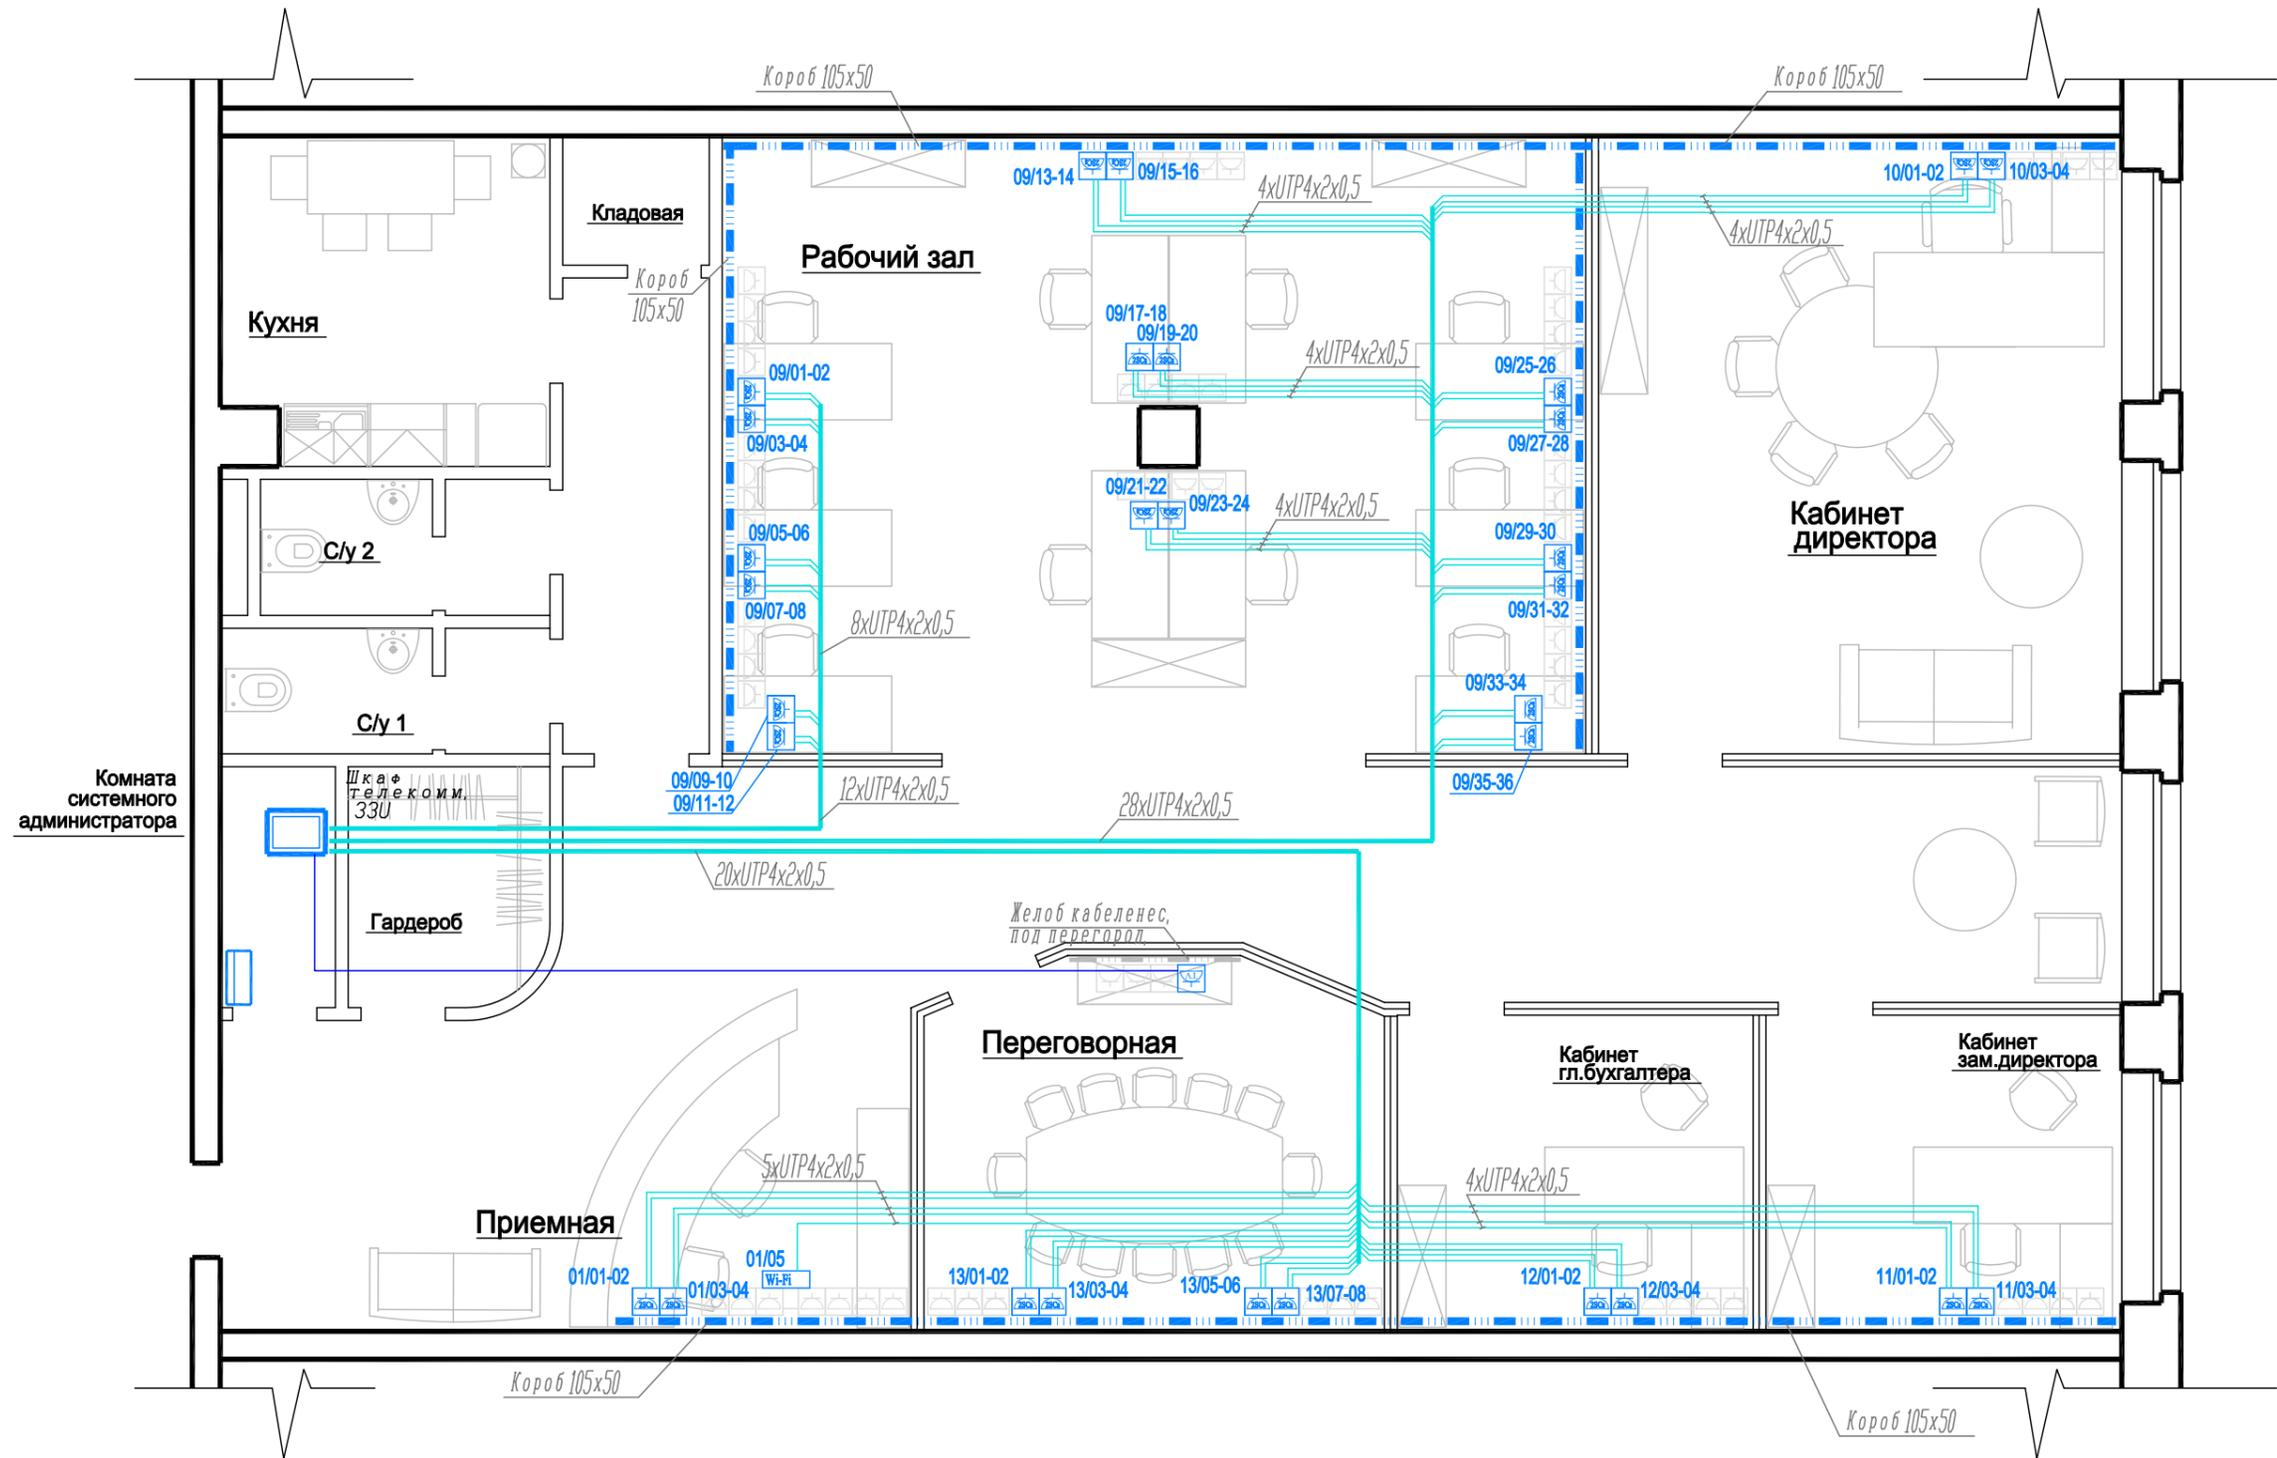 Короб 105х50
Короб 105х50
09/13-14
09/15-16
10/01-02
10/03-04
4xUTP4x2x0,5
4xUTP4x2x0,5
Кладовая
Рабочий зал
Короб
105х50
Кухня
09/17-18
09/19-20
4xUTP4x2x0,5
09/01-02
09/25-26
09/03-04
09/27-28
09/21-22
09/23-24
4xUTP4x2x0,5
Кабинет
директора
09/05-06
09/29-30
С/у 2
09/07-08
09/31-32
8xUTP4x2x0,5
09/33-34
С/у 1
09/09-10
09/11-12
09/35-36
Комната
системного
администратора
Шкаф
телекомм,
33U
12xUTP4x2x0,5
28xUTP4x2x0,5
20xUTP4x2x0,5
Гардероб
Желоб кабеленес,
под перегород,
Переговорная
Кабинет
гл.бухгалтера
Кабинет
зам.директора
5xUTP4x2x0,5
4xUTP4x2x0,5
Приемная
01/05
Wi-Fi
01/01-02
01/03-04
13/01-02
13/03-04
13/05-06
13/07-08
12/01-02
12/03-04
11/01-02
11/03-04
Короб 105х50
Короб 105х50